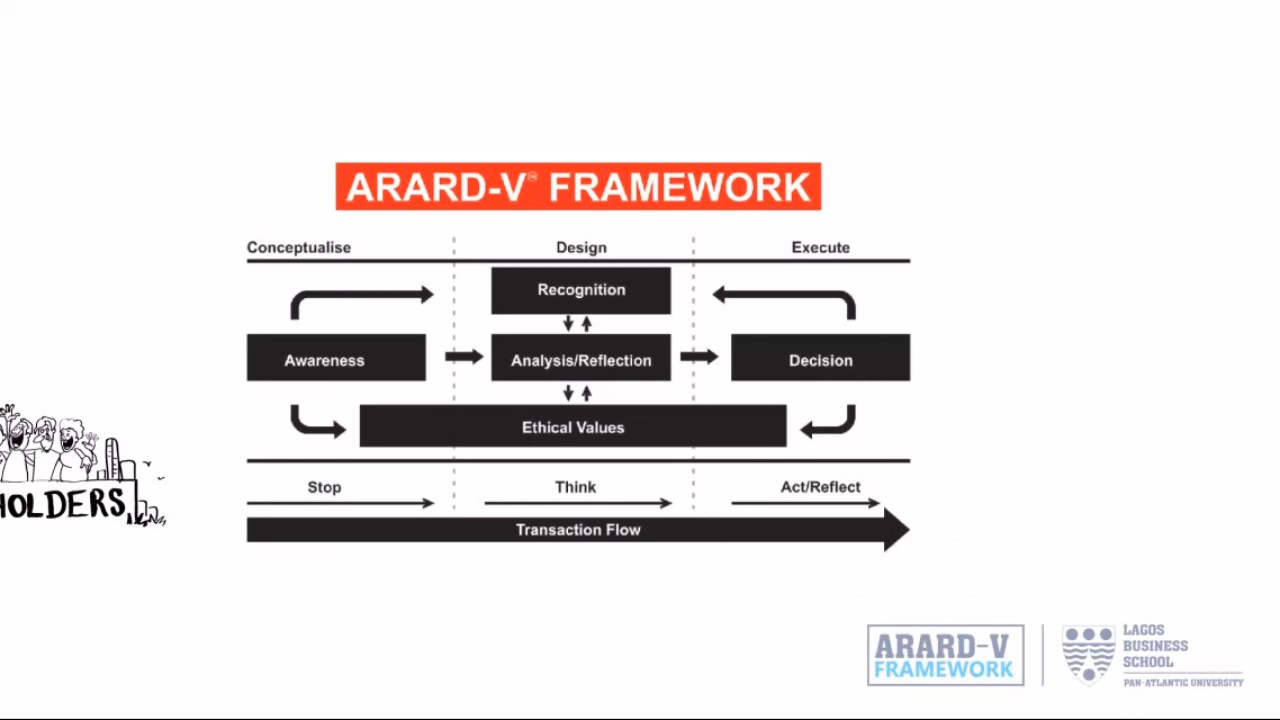 ARARD-V FRAMEWORK
Conceptualise Design Execute
Recognition
Awareness Analysis/Reflection Decision
Ethical Values
Stop Think Act/Reflect
Transaction Flow
HOLDERS
ARARD-V
FRAMEWORK
LAGOS
BUSINESS
SCHOOL
PAN-ATLANTIC UNIVERSITY